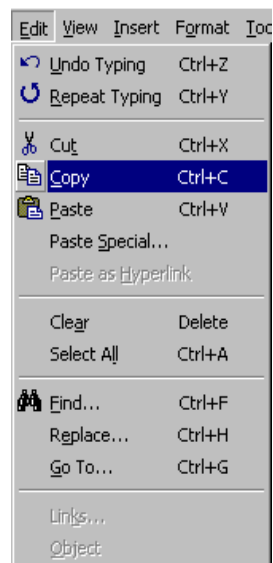 Edit View Insert Format Too
Undo Typing Ctrl+Z
Repeat Typing Ctrl+Y
Cut Ctrl+X
Copy Ctrl+C
Paste Ctrl+V
Paste Special...
Paste as Hyperlink
Clear Delete
Select All Ctrl+A
Find... Ctrl+F
Replace... Ctrl+H
Go To... Ctrl+G
Links...
Object